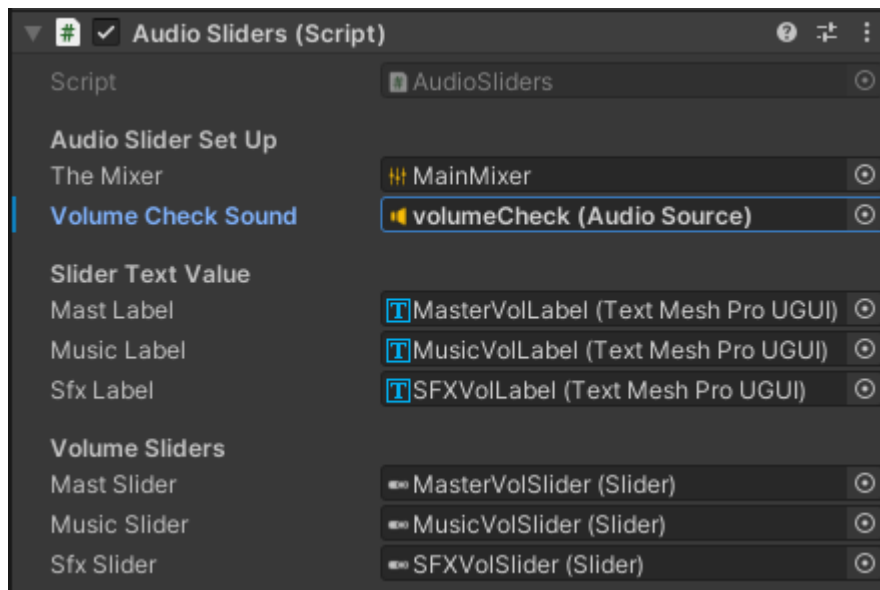 Audio Sliders (Script)
Script AudioSliders
Audio Slider Set Up
The Mixer MainMixer
Volume Check Sound volumeCheck (Audio Source)
Slider Text Value
Mast Label MasterVolLabel (Text Mesh Pro UGUI)
Music Label MusicVolLabel (Text Mesh Pro UGUI)
Sfx Label SFXVolLabel (Text Mesh Pro UGUI)
Volume Sliders
Mast Slider MasterVolSlider (Slider)
Music Slider MusicVolSlider (Slider)
Sfx Slider SFXVolSlider (Slider)